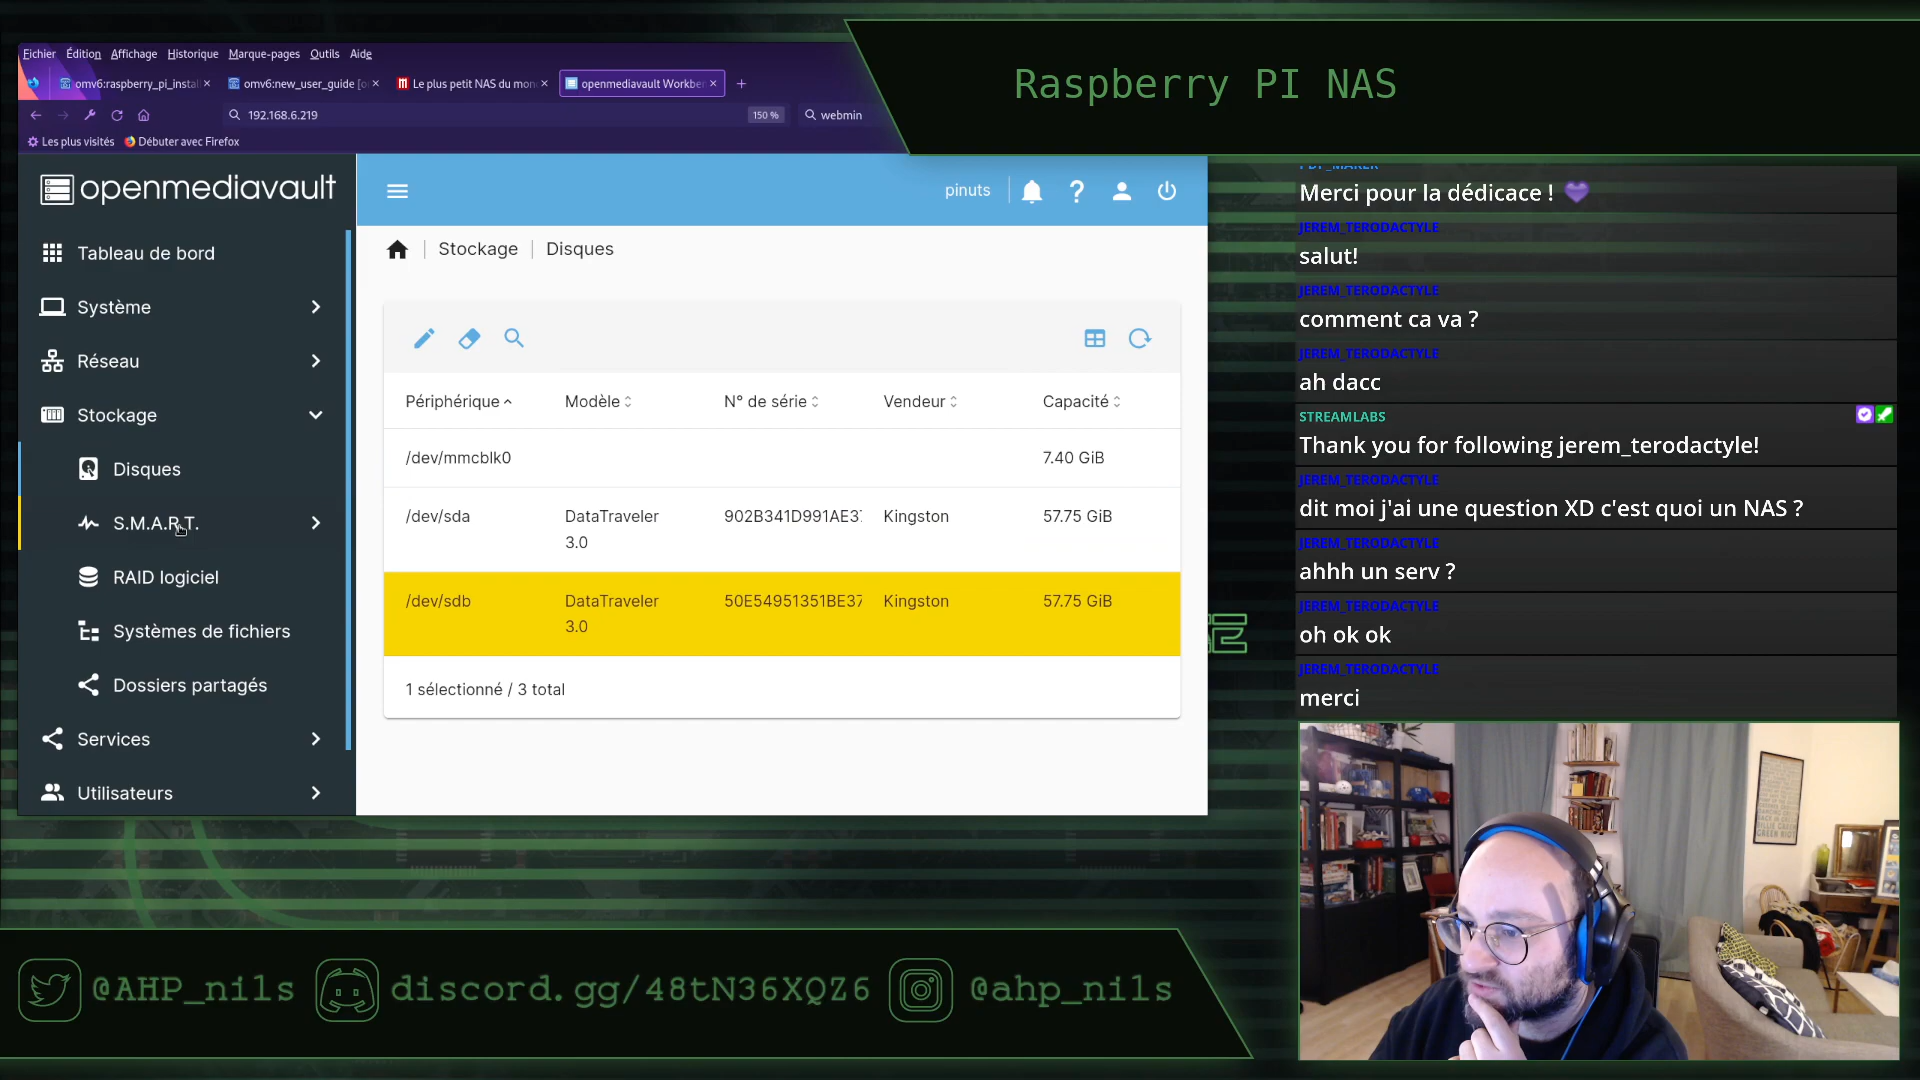 Raspberry PI NAS
Fichier Édition Affichage Historique Marque-pages Outils Aide
omv6:raspberry_pi_instal
omv6:new_user_guide [o
Le plus petit NAS du mon
openmediavault Workben
192.168.6.219
150 %
webmin
Les plus visités
Débuter avec Firefox
openmediavault
pinuts
Tableau de bord
Système
Réseau
Stockage
Disques
S.M.A.R.T.
RAID logiciel
Systèmes de fichiers
Dossiers partagés
Services
Utilisateurs
Stockage | Disques
Périphérique Modèle N° de série Vendeur Capacité
/dev/mmcblk0 7.40 GiB
/dev/sda DataTraveler 3.0 902B341D991AE3 Kingston 57.75 GiB
/dev/sdb DataTraveler 3.0 50E54951351BE37 Kingston 57.75 GiB
1 sélectionné / 3 total
Merci pour la dédicace !
JEREM_TERODACTYLE
salut!
JEREM_TERODACTYLE
comment ca va ?
JEREM_TERODACTYLE
ah dacc
STREAMLABS
Thank you for following jerem_terodactyle!
JEREM_TERODACTYLE
dit moi j'ai une question XD c'est quoi un NAS ?
JEREM_TERODACTYLE
ahhh un serv ?
JEREM_TERODACTYLE
oh ok ok
JEREM_TERODACTYLE
merci
@AHP_nils
discord.gg/48tN36XQZ6
@ahp_nils